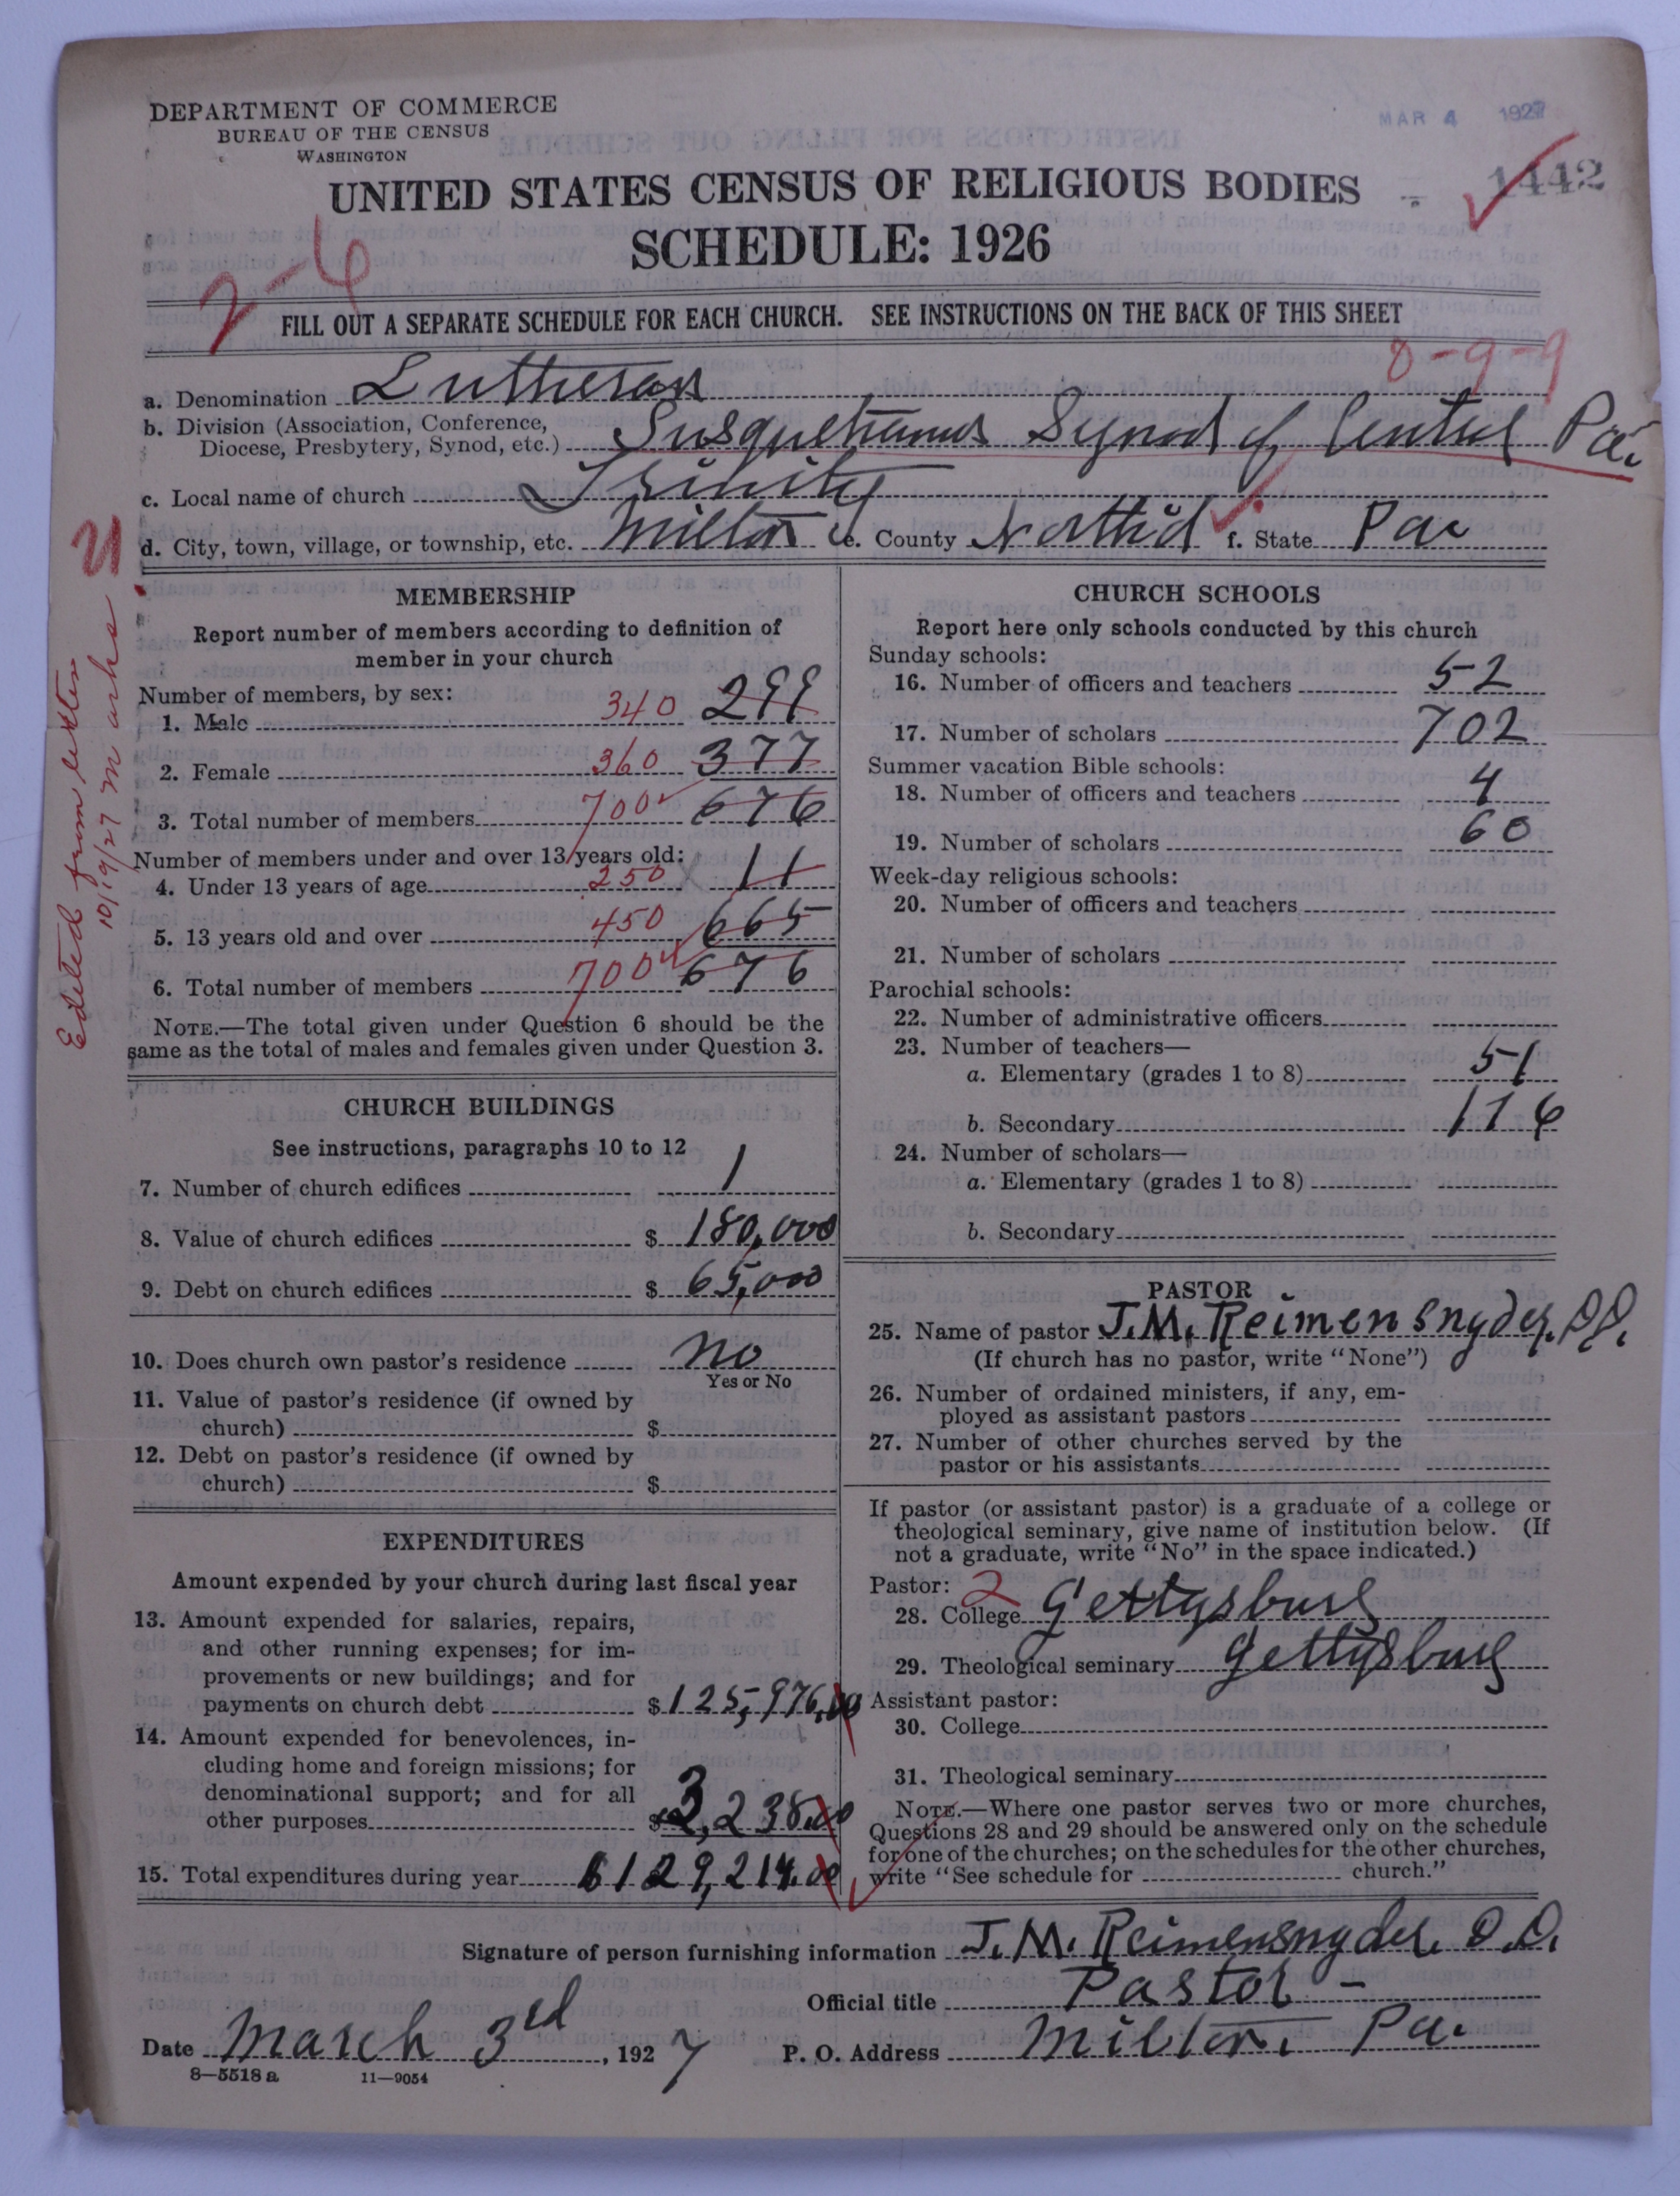 DEPARTMENT OF COMMERCE
BUREAU OF THE CENSUS
WASHINGTON
MAR 4 1927
1442
UNITED STATES CENSUS OF RELIGIOUS BODIES
SCHEDULE: 1926
2-6
FILL OUT A SEPARATE SCHEDULE FOR EACH CHURCH. SEE INSTRUCTIONS ON THE BACK OF THIS SHEET
8-9-9
a. Denomination Lutheran
b. Division (Association, Conference, Diocese, Presbytery, Synod, etc.) Susquehanna Synod of Central Pa.
c. Local name of church Trinity
d. City, town, village, or township, etc. Milton e. County Northd f. State Pa
Edited from letter
10/19/27
MEMBERSHIP
Report number of members according to definition of
member in your church
Number of members, by sex:
1. Male 340 299
2. Female 360 377
3. Total number of members 700 676
Number of members under and over 13 years old:
4. Under 13 years of age 250 11
5. 13 years old and over 450 665
6. Total number of members 700 676
NOTE.—The total given under Question 6 should be the
same as the total of males and females given under Question 3.
CHURCH BUILDINGS
See instructions, paragraphs 10 to 12
7. Number of church edifices 1
8. Value of church edifices $ 180,000
9. Debt on church edifices $ 65,000
10. Does church own pastor's residence No
Yes or No
11. Value of pastor's residence (if owned by
church) $
12. Debt on pastor's residence (if owned by
church) $
EXPENDITURES
Amount expended by your church during last fiscal year
13. Amount expended for salaries, repairs,
and other running expenses; for im-
provements or new buildings; and for
payments on church debt $125,976.00
14. Amount expended for benevolences, in-
cluding home and foreign missions; for
denominational support; and for all
other purposes $3,238.00
15. Total expenditures during year $129,214.00
CHURCH SCHOOLS
Report here only schools conducted by this church
Sunday schools:
16. Number of officers and teachers 52
17. Number of scholars 702
Summer vacation Bible schools:
18. Number of officers and teachers 4
19. Number of scholars 60
Week-day religious schools:
20. Number of officers and teachers
21. Number of scholars
Parochial schools:
22. Number of administrative officers
23. Number of teachers—
a. Elementary (grades 1 to 8) 51
b. Secondary 116
24. Number of scholars—
a. Elementary (grades 1 to 8)
b. Secondary
PASTOR
25. Name of pastor J. M. Reimensnyder, D.D.
(If church has no pastor, write "None")
26. Number of ordained ministers, if any, em-
ployed as assistant pastors
27. Number of other churches served by the
pastor or his assistants
If pastor (or assistant pastor) is a graduate of a college or
theological seminary, give name of institution below. (If
not a graduate, write "No" in the space indicated.)
Pastor: 2
28. College Gettysburg
29. Theological seminary Gettysburg
Assistant pastor:
30. College
31. Theological seminary
NOTE.—Where one pastor serves two or more churches,
Questions 28 and 29 should be answered only on the schedule
for one of the churches; on the schedules for the other churches,
write "See schedule for church."
Signature of person furnishing information J. M. Reimensnyder. D.D.
Official title Pastor -
Date March 3rd, 1927 P. O. Address Milton, Pa.
8—5518 a 11—9054